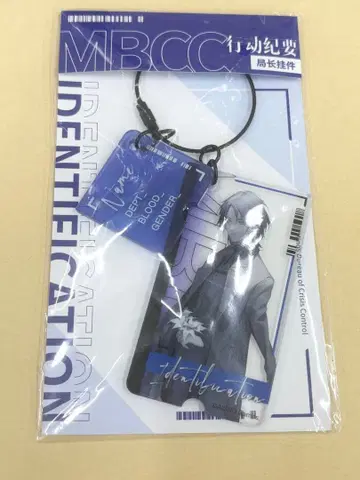 MBCC
行动纪要
局长挂件
IDENTIFICATION
IDENTIFICATION
Name
DEPT.
BLOOD
GENDER
Bureau of Crisis Control
Identification